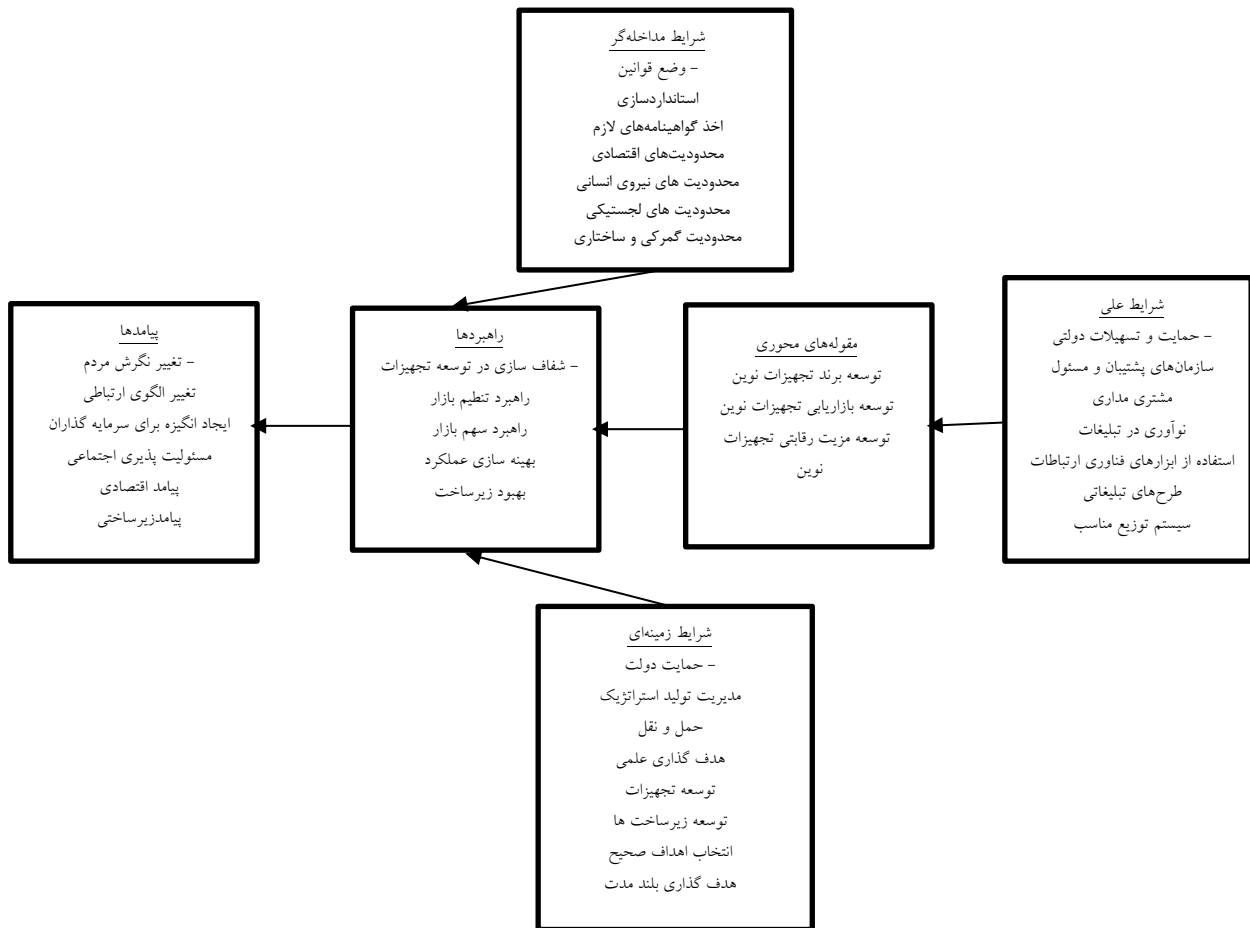 شرایط مداخله‌گر
- وضع قوانین
استانداردسازی
اخذ گواهینامه‌های لازم
محدودیت‌های اقتصادی
محدودیت های نیروی انسانی
محدودیت های لجستیکی
محدودیت گمرکی و ساختاری
شرایط علی
- حمایت و تسهیلات دولتی
سازمان‌های پشتیبان و مسئول
مشتری مداری
نوآوری در تبلیغات
استفاده از ابزارهای فناوری ارتباطات
طرح‌های تبلیغاتی
سیستم توزیع مناسب
مقوله‌های محوری
توسعه برند تجهیزات نوین
توسعه بازاریابی تجهیزات نوین
توسعه مزیت رقابتی تجهیزات
نوین
راهبردها
- شفاف سازی در توسعه تجهیزات
راهبرد تنطیم بازار
راهبرد سهم بازار
بهینه سازی عملکرد
بهبود زیرساخت
پیامدها
- تغییر نگرش مردم
تغییر الگوی ارتباطی
ایجاد انگیزه برای سرمایه گذاران
مسئولیت پذیری اجتماعی
پیامد اقتصادی
پیامدزیرساختی
شرایط زمینه‌ای
- حمایت دولت
مدیریت تولید استراتژیک
حمل و نقل
هدف گذاری علمی
توسعه تجهیزات
توسعه زیرساخت ها
انتخاب اهداف صحیح
هدف گذاری بلند مدت